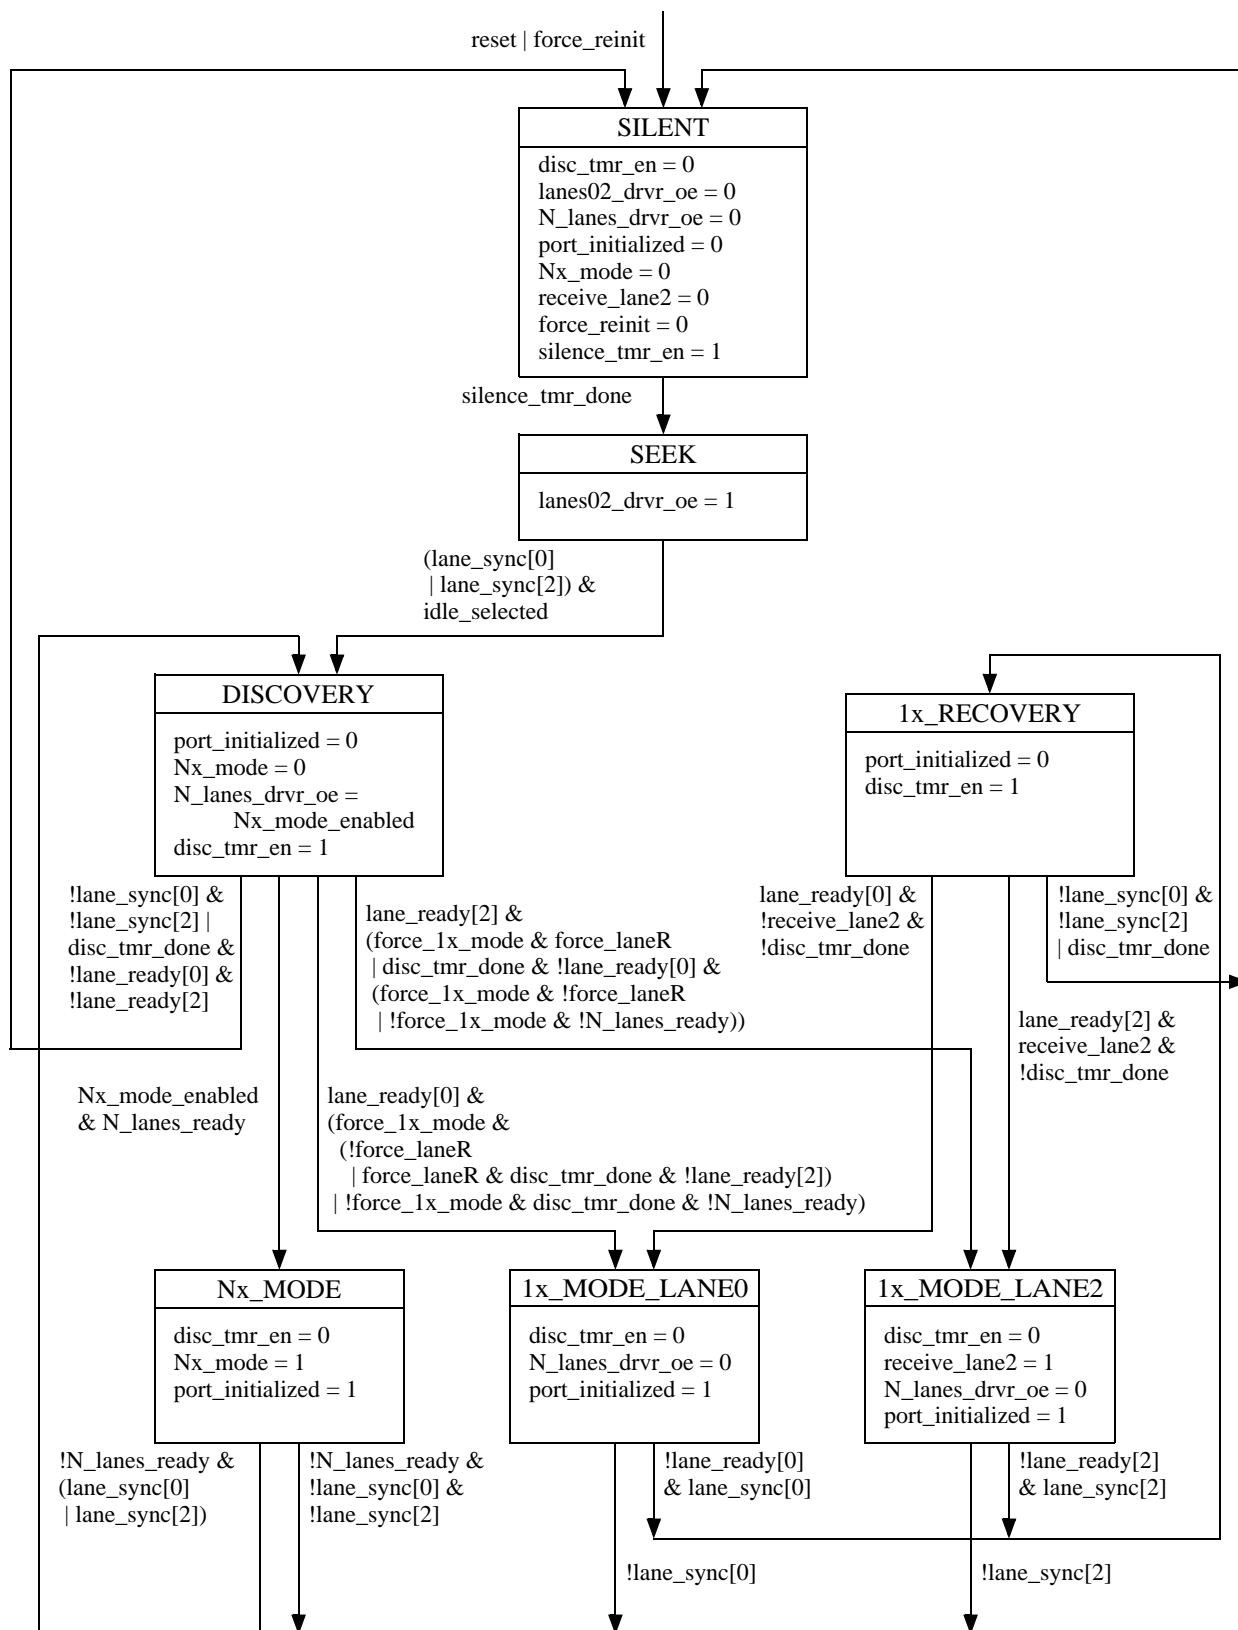 reset | force_reinit
SILENT
disc_tmr_en = 0
lanes02_drvr_oe = 0
N_lanes_drvr_oe = 0
port_initialized = 0
Nx_mode = 0
receive_lane2 = 0
force_reinit = 0
silence_tmr_en = 1
silence_tmr_done
SEEK
lanes02_drvr_oe = 1
(lane_sync[0]
| lane_sync[2]) &
idle_selected
DISCOVERY
port_initialized = 0
Nx_mode = 0
N_lanes_drvr_oe =
Nx_mode_enabled
disc_tmr_en = 1
1x_RECOVERY
port_initialized = 0
disc_tmr_en = 1
!lane_sync[0] &
!lane_sync[2] |
disc_tmr_done &
!lane_ready[0] &
!lane_ready[2]
lane_ready[2] &
(force_1x_mode & force_laneR
| disc_tmr_done & !lane_ready[0] &
(force_1x_mode & !force_laneR
| !force_1x_mode & !N_lanes_ready))
lane_ready[0] &
!receive_lane2 &
!disc_tmr_done
!lane_sync[0] &
!lane_sync[2]
| disc_tmr_done
lane_ready[2] &
receive_lane2 &
!disc_tmr_done
Nx_mode_enabled
& N_lanes_ready
lane_ready[0] &
(force_1x_mode &
(!force_laneR
| force_laneR & disc_tmr_done & !lane_ready[2])
| !force_1x_mode & disc_tmr_done & !N_lanes_ready)
Nx_MODE
disc_tmr_en = 0
Nx_mode = 1
port_initialized = 1
1x_MODE_LANE0
disc_tmr_en = 0
N_lanes_drvr_oe = 0
port_initialized = 1
1x_MODE_LANE2
disc_tmr_en = 0
receive_lane2 = 1
N_lanes_drvr_oe = 0
port_initialized = 1
!N_lanes_ready &
(lane_sync[0]
| lane_sync[2])
!N_lanes_ready &
!lane_sync[0] &
!lane_sync[2]
!lane_ready[0]
& lane_sync[0]
!lane_ready[2]
& lane_sync[2]
!lane_sync[0]
!lane_sync[2]